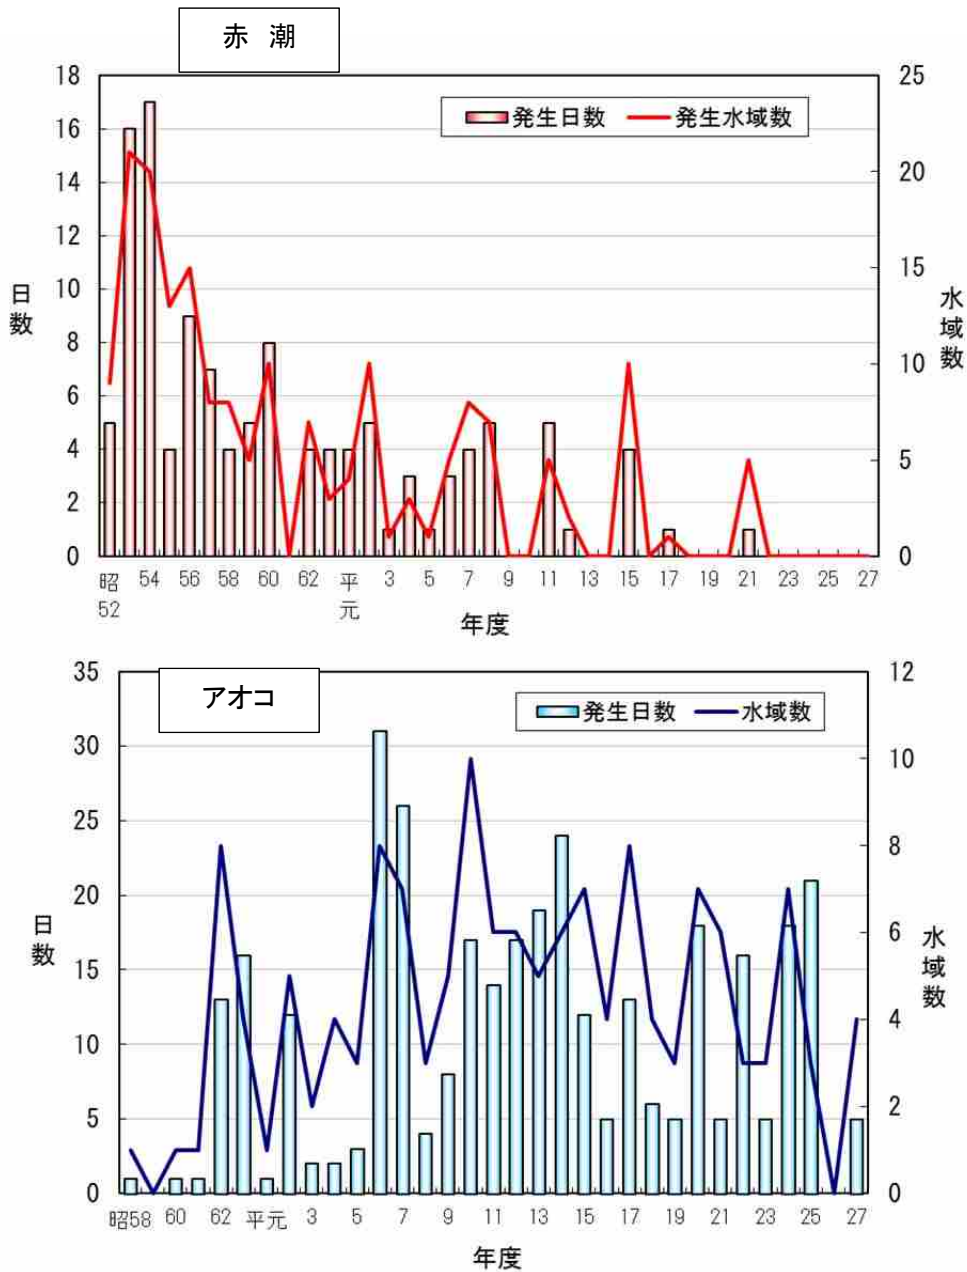 赤 潮
発生日数 発生水域数
18 16 14 12 10 8 6 4 2 0
25 20 15 10 5 0
日数
水域数
昭52 54 56 58 60 62 平元 3 5 7 9 11 13 15 17 19 21 23 25 27
年度
アオコ
発生日数 水域数
35 30 25 20 15 10 5 0
12 10 8 6 4 2 0
日数
水域数
昭58 60 62 平元 3 5 7 9 11 13 15 17 19 21 23 25 27
年度